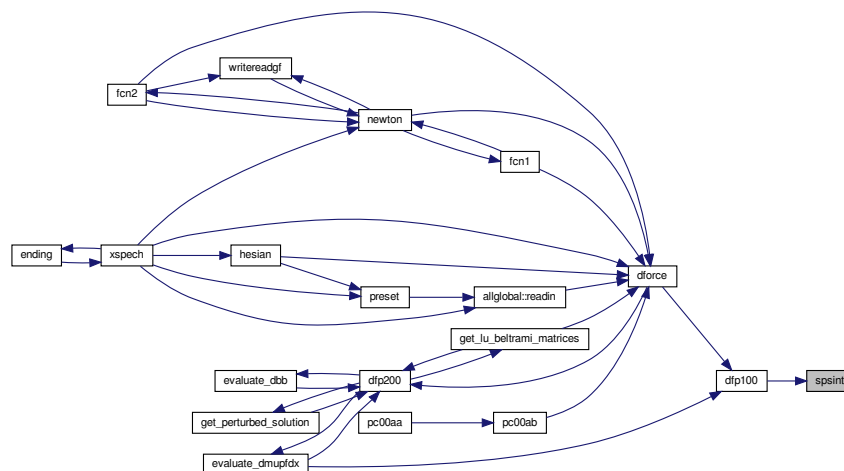 writereadgf
fcn2
newton
fcn1
ending
xspech
hesian
dforce
preset
allglobal::readin
get_lu_beltrami_matrices
evaluate_dbb
dfp200
dfp100
spsint
get_perturbed_solution
pc00aa
pc00ab
evaluate_dmupfdx